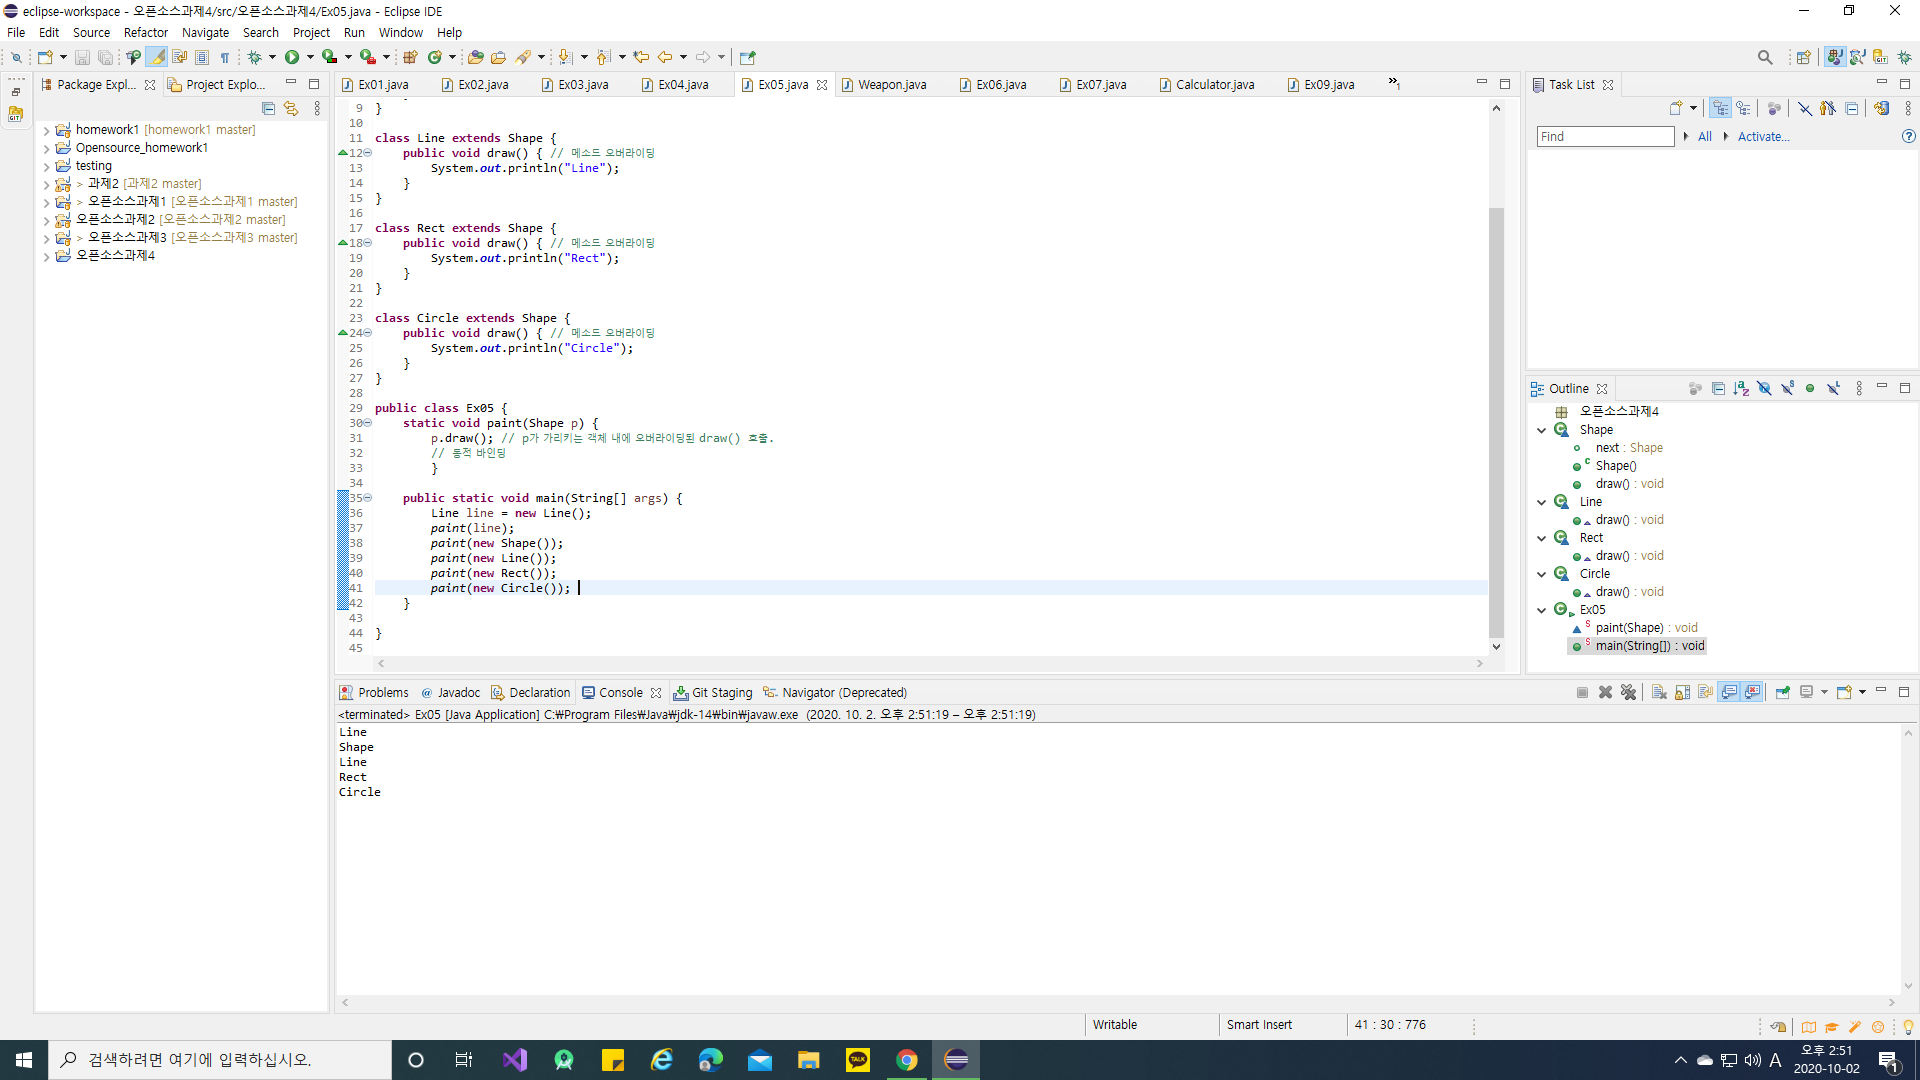 eclipse-workspace - 오픈소스과제4/src/오픈소스과제4/Ex05.java - Eclipse IDE
File Edit Source Refactor Navigate Search Project Run Window Help
Package Expl... Project Explo...
homework1 [homework1 master]
Opensource_homework1
testing
> 과제2 [과제2 master]
> 오픈소스과제1 [오픈소스과제1 master]
오픈소스과제2 [오픈소스과제2 master]
> 오픈소스과제3 [오픈소스과제3 master]
오픈소스과제4
Ex01.java Ex02.java Ex03.java Ex04.java Ex05.java Weapon.java Ex06.java Ex07.java Calculator.java Ex09.java »1
9 }
10
11 class Line extends Shape {
12 public void draw() { // 메소드 오버라이딩
13 System.out.println("Line");
14 }
15 }
16
17 class Rect extends Shape {
18 public void draw() { // 메소드 오버라이딩
19 System.out.println("Rect");
20 }
21 }
22
23 class Circle extends Shape {
24 public void draw() { // 메소드 오버라이딩
25 System.out.println("Circle");
26 }
27 }
28
29 public class Ex05 {
30 static void paint(Shape p) {
31 p.draw(); // p가 가리키는 객체 내에 오버라이딩된 draw() 호출.
32 // 동적 바인딩
33 }
34
35 public static void main(String[] args) {
36 Line line = new Line();
37 paint(line);
38 paint(new Shape());
39 paint(new Line());
40 paint(new Rect());
41 paint(new Circle());
42 }
43
44 }
45
Task List
Find All Activate...
Outline
오픈소스과제4
Shape
next : Shape
Shape()
draw() : void
Line
draw() : void
Rect
draw() : void
Circle
draw() : void
Ex05
paint(Shape) : void
main(String[]) : void
Problems @ Javadoc Declaration Console Git Staging Navigator (Deprecated)
<terminated> Ex05 [Java Application] C:₩Program Files₩Java₩jdk-14₩bin₩javaw.exe (2020. 10. 2. 오후 2:51:19 – 오후 2:51:19)
Line
Shape
Line
Rect
Circle
Writable Smart Insert 41 : 30 : 776
검색하려면 여기에 입력하십시오.
TALK
A
오후 2:51
2020-10-02
1